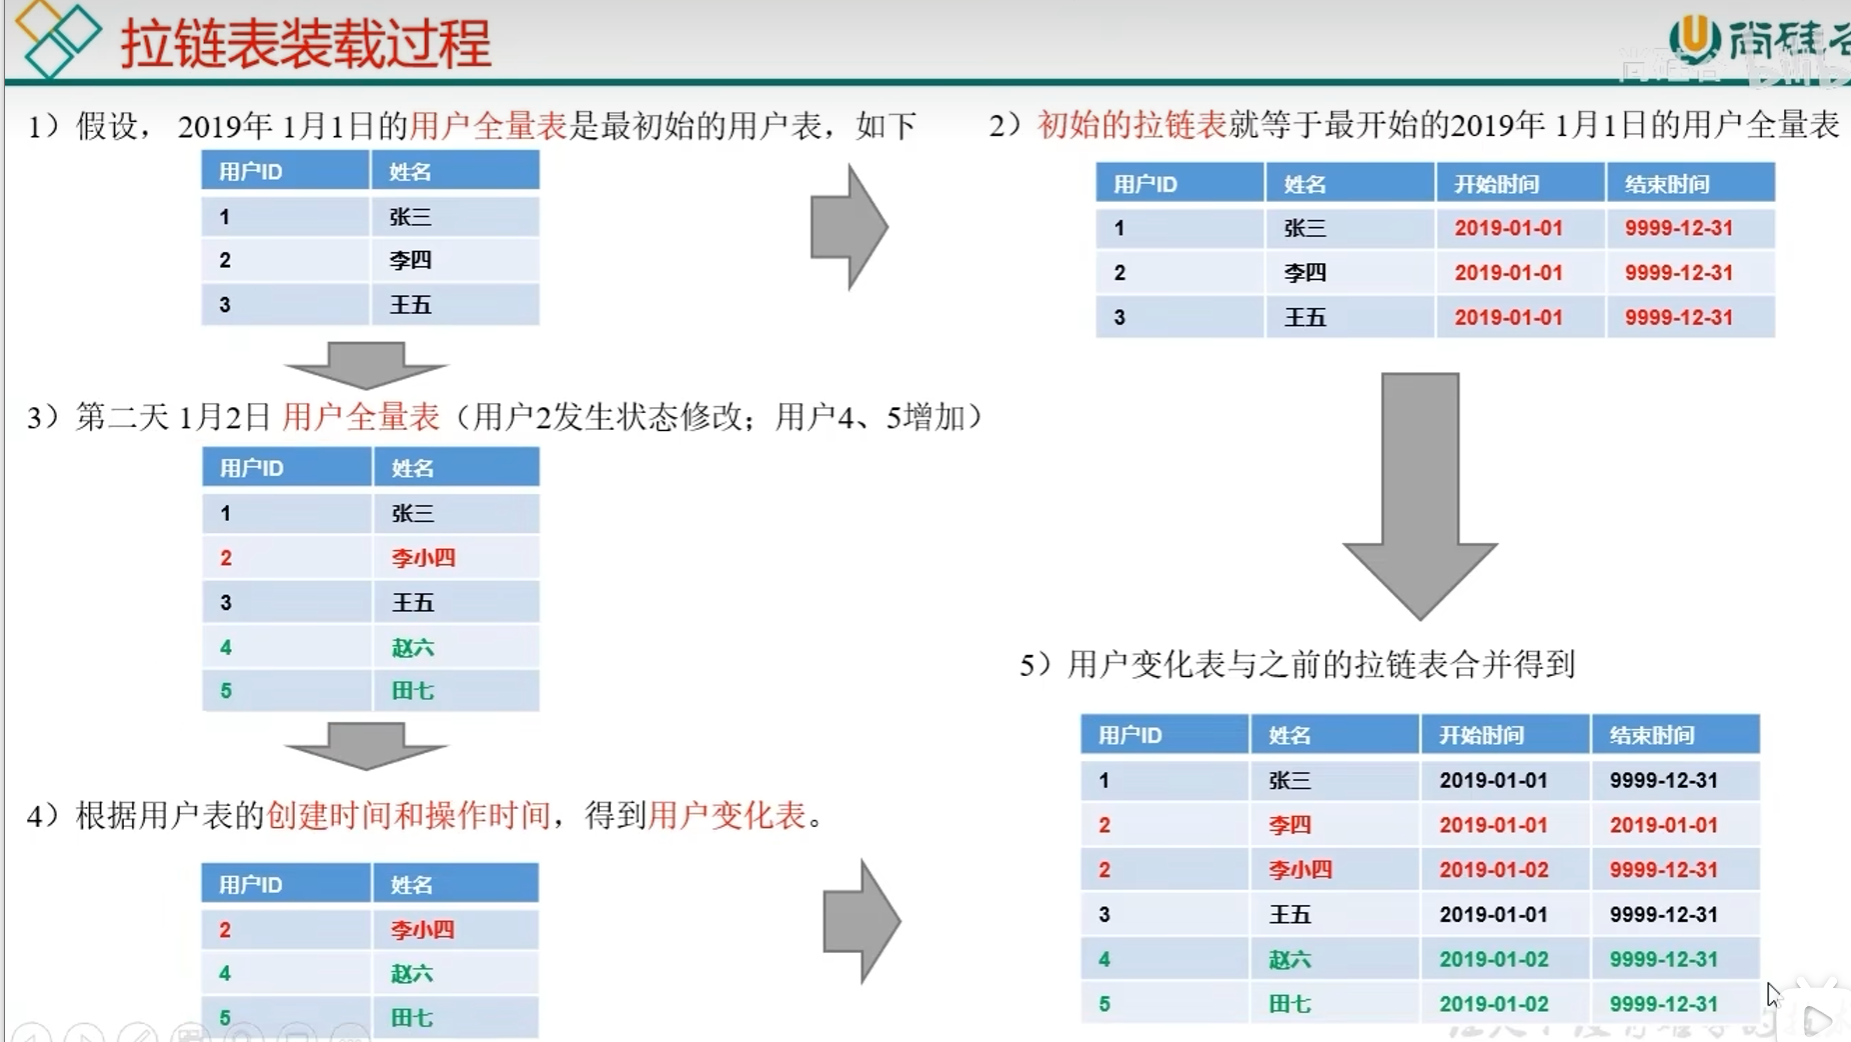 拉链表装载过程
尚硅谷
1）假设， 2019年 1月1日的用户全量表是最初始的用户表，如下
用户ID 姓名
1 张三
2 李四
3 王五
2）初始的拉链表就等于最开始的2019年 1月1日的用户全量表
用户ID 姓名 开始时间 结束时间
1 张三 2019-01-01 9999-12-31
2 李四 2019-01-01 9999-12-31
3 王五 2019-01-01 9999-12-31
3）第二天 1月2日 用户全量表（用户2发生状态修改；用户4、5增加）
用户ID 姓名
1 张三
2 李小四
3 王五
4 赵六
5 田七
4）根据用户表的创建时间和操作时间，得到用户变化表。
用户ID 姓名
2 李小四
4 赵六
5 田七
5）用户变化表与之前的拉链表合并得到
用户ID 姓名 开始时间 结束时间
1 张三 2019-01-01 9999-12-31
2 李四 2019-01-01 2019-01-01
2 李小四 2019-01-02 9999-12-31
3 王五 2019-01-01 9999-12-31
4 赵六 2019-01-02 9999-12-31
5 田七 2019-01-02 9999-12-31